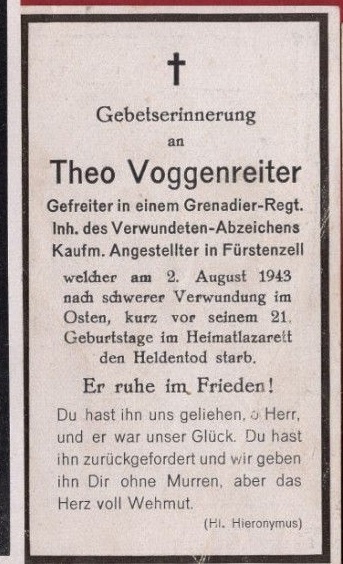 Gebetserinnerung
an
Theo Voggenreiter
Gefreiter in einem Grenadier-Regt.
Inh. des Verwundeten-Abzeichens
Kaufm. Angestellter in Fürstenzell
welcher am 2. August 1943
nach schwerer Verwundung im
Osten, kurz vor seinem 21.
Geburtstage im Heimatlazarett
den Heldentod starb.
Er ruhe im Frieden!
Du hast ihn uns geliehen, o Herr,
und er war unser Glück. Du hast
ihn zurückgefordert und wir geben
ihn Dir ohne Murren, aber das
Herz voll Wehmut.
(Hl. Hieronymus)